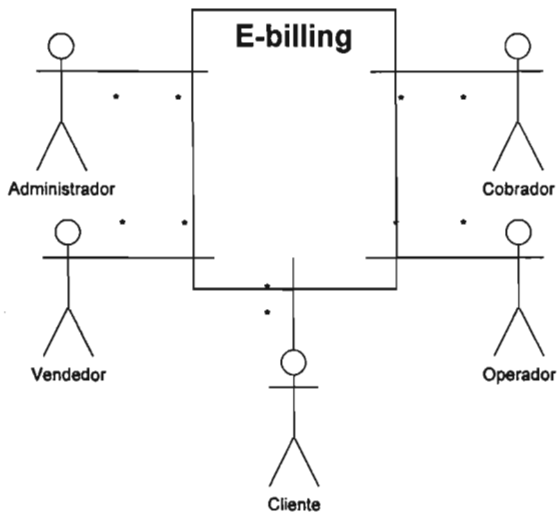 E-billing
Administrador
Cobrador
Vendedor
Operador
Cliente